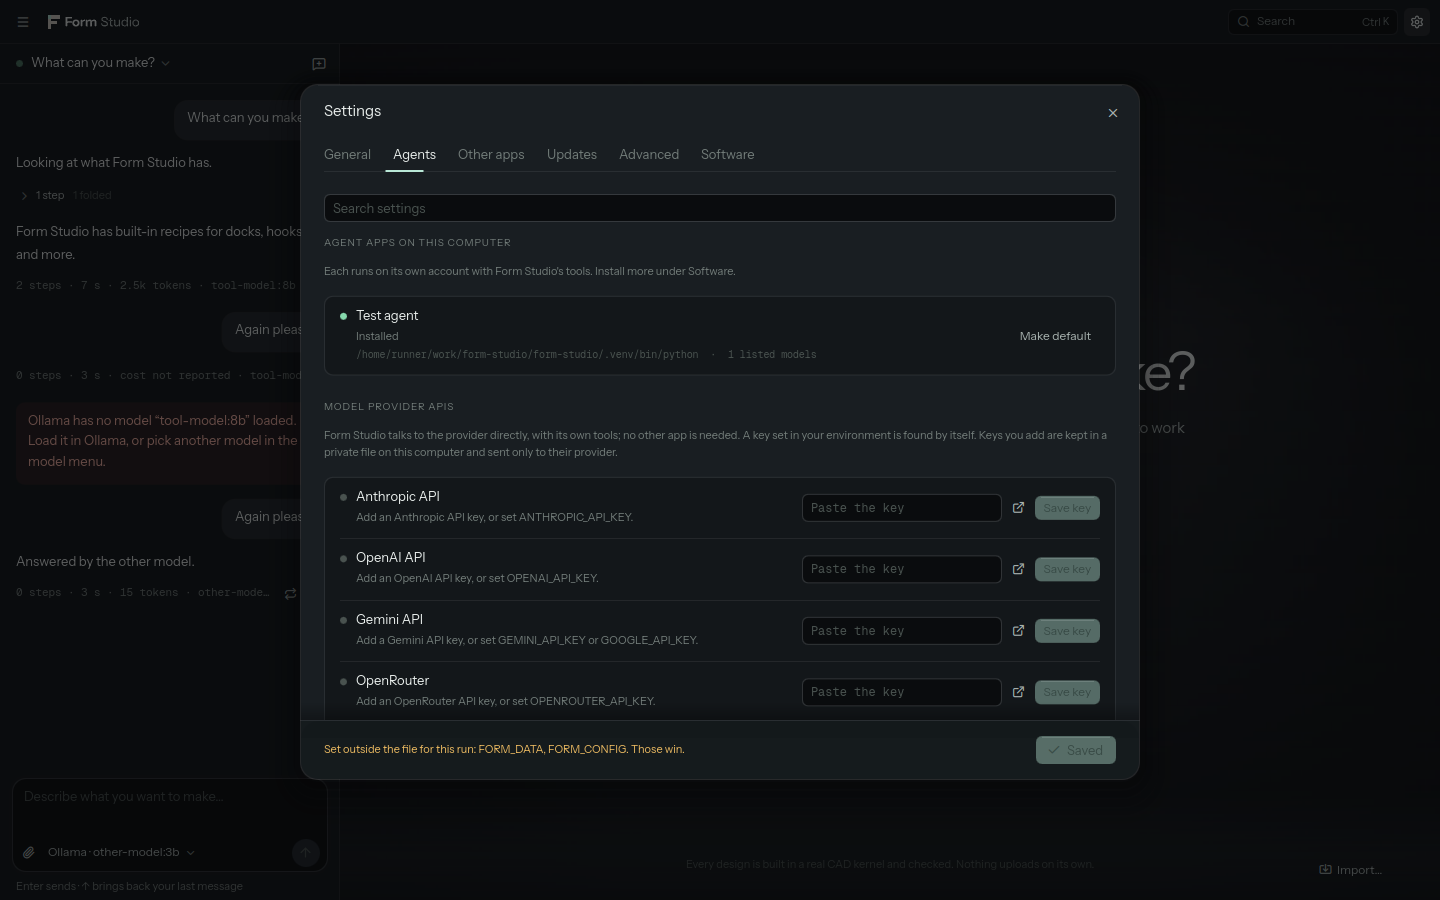 Form Studio
Search
Ctrl K
What can you make?
What can you make
Looking at what Form Studio has.
1 step 1 folded
Form Studio has built-in recipes for docks, hooks
and more.
2 steps · 7 s · 2.5k tokens · tool-model:8b
Again pleas
0 steps · 3 s · cost not reported · tool-mod
Ollama has no model “tool-model:8b” loaded.
Load it in Ollama, or pick another model in the
model menu.
Again pleas
Answered by the other model.
0 steps · 3 s · 15 tokens · other-mode…
Describe what you want to make...
Ollama · other-model:3b
Enter sends · ↑ brings back your last message
Settings
General
Agents
Other apps
Updates
Advanced
Software
Search settings
AGENT APPS ON THIS COMPUTER
Each runs on its own account with Form Studio's tools. Install more under Software.
Test agent
Installed
Make default
/home/runner/work/form-studio/form-studio/.venv/bin/python · 1 listed models
MODEL PROVIDER APIS
Form Studio talks to the provider directly, with its own tools; no other app is needed. A key set in your environment is found by itself. Keys you add are kept in a
private file on this computer and sent only to their provider.
Anthropic API
Add an Anthropic API key, or set ANTHROPIC_API_KEY.
Paste the key
Save key
OpenAI API
Add an OpenAI API key, or set OPENAI_API_KEY.
Paste the key
Save key
Gemini API
Add a Gemini API key, or set GEMINI_API_KEY or GOOGLE_API_KEY.
Paste the key
Save key
OpenRouter
Add an OpenRouter API key, or set OPENROUTER_API_KEY.
Paste the key
Save key
Set outside the file for this run: FORM_DATA, FORM_CONFIG. Those win.
Saved
ke?
o work
Every design is built in a real CAD kernel and checked. Nothing uploads on its own.
Import...